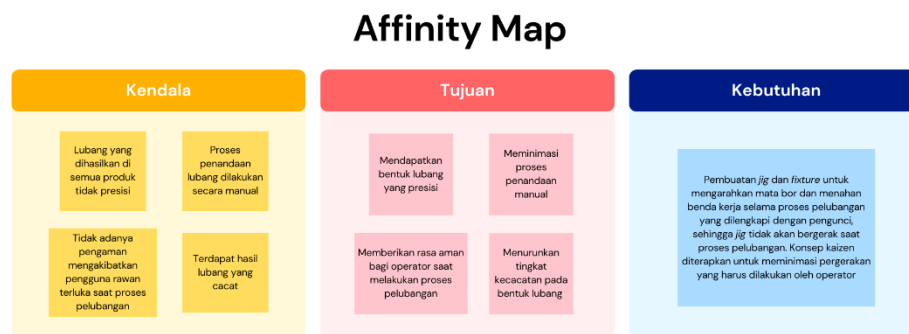 Affinity Map
Kendala
Lubang yang
dihasilkan di
semua produk
tidak presisi
Proses
penandaan
lubang dilakukan
secara manual
Tidak adanya
pengaman
mengakibatkan
pengguna rawan
terluka saat proses
pelubangan
Terdapat hasil
lubang yang
cacat
Tujuan
Mendapatkan
bentuk lubang
yang presisi
Meminimasi
proses
penandaan
manual
Memberikan rasa aman
bagi operator saat
melakukan proses
pelubangan
Menurunkan
tingkat
kecacatan pada
bentuk lubang
Kebutuhan
Pembuatan jig dan fixture untuk
mengarahkan mata bor dan menahan
benda kerja selama proses pelubangan
yang dilengkapi dengan pengunci,
sehingga jig tidak akan bergerak saat
proses pelubangan. Konsep kaizen
diterapkan untuk meminimasi pergerakan
yang harus dilakukan oleh operator